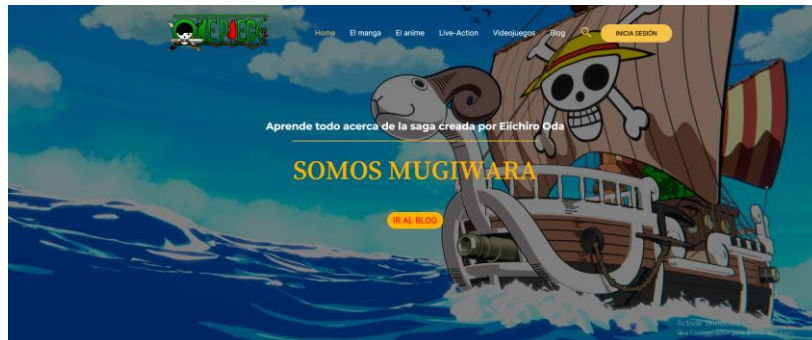 ONE PIECE
Home El manga El anime Live-Action Videojuegos Blog INICIA SESIÓN
Aprende todo acerca de la saga creada por Eiichiro Oda
SOMOS MUGIWARA
IR AL BLOG
Activar Windows